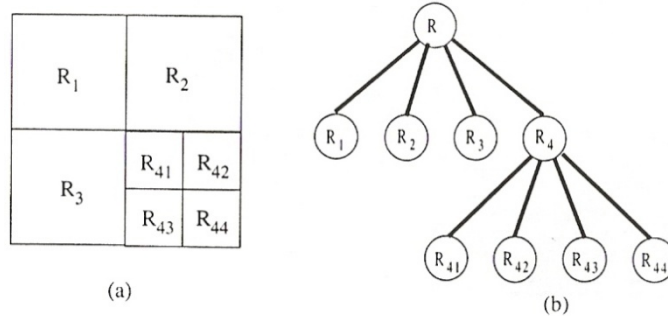 R₁ R₂
R₃ R₄₁ R₄₂
R₄₃ R₄₄
(a)
R
R₁ R₂ R₃ R₄
R₄₁ R₄₂ R₄₃ R₄₄
(b)